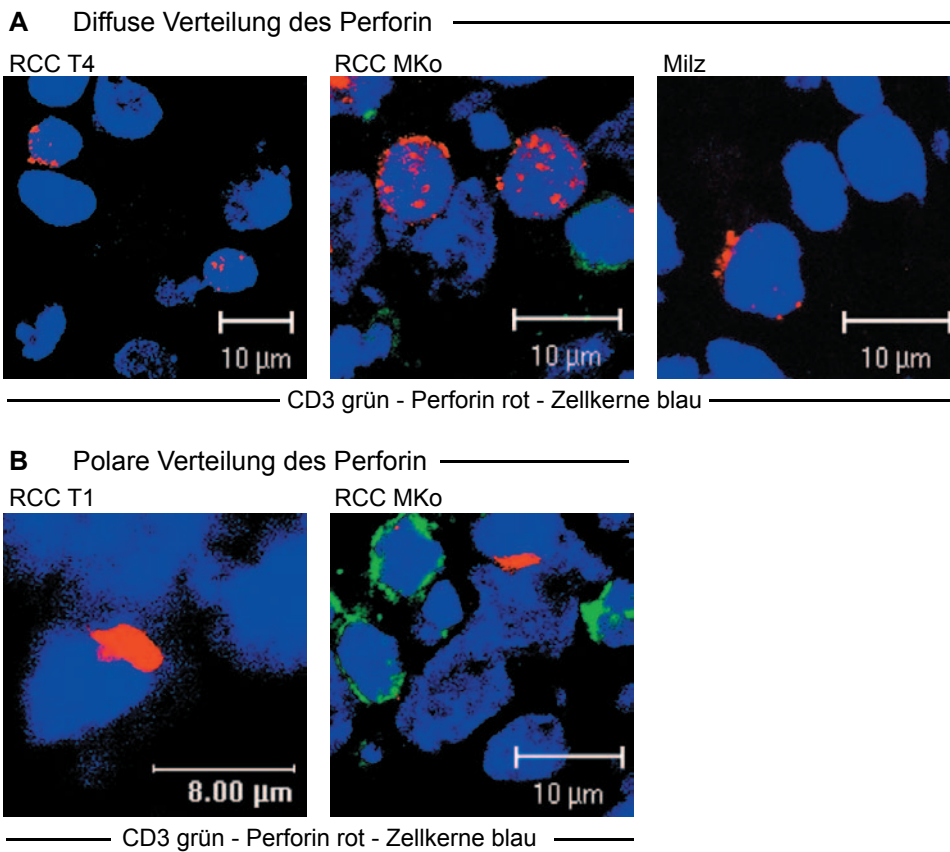 A Diffuse Verteilung des Perforin
RCC T4
RCC MKo
Milz
10 µm
10 µm
10 µm
CD3 grün - Perforin rot - Zellkerne blau
B Polare Verteilung des Perforin
RCC T1
RCC MKo
8.00 µm
10 µm
CD3 grün - Perforin rot - Zellkerne blau